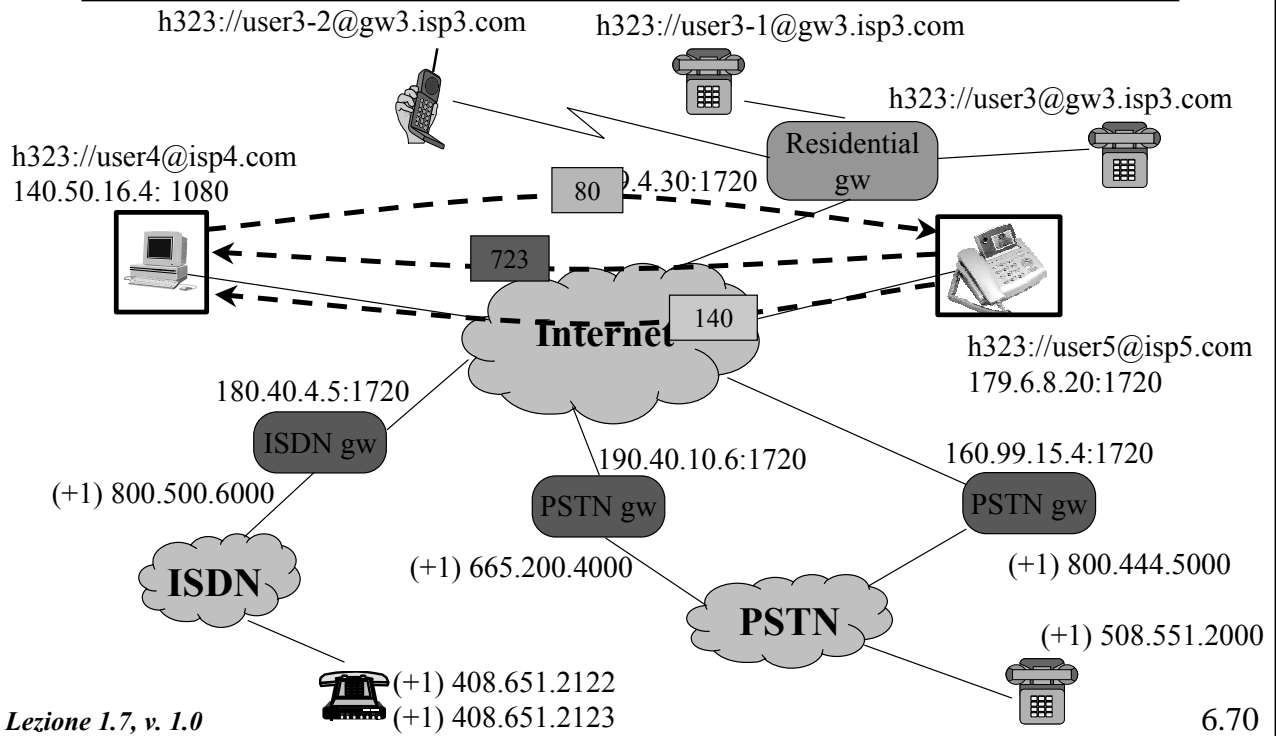 h323://user3-2@gw3.isp3.com
h323://user3-1@gw3.isp3.com
h323://user3@gw3.isp3.com
Residential
gw
h323://user4@isp4.com
140.50.16.4: 1080
80
9.4.30:1720
723
140
Internet
h323://user5@isp5.com
179.6.8.20:1720
180.40.4.5:1720
ISDN gw
190.40.10.6:1720
160.99.15.4:1720
(+1) 800.500.6000
PSTN gw
PSTN gw
(+1) 665.200.4000
(+1) 800.444.5000
ISDN
PSTN
(+1) 508.551.2000
(+1) 408.651.2122
(+1) 408.651.2123
Lezione 1.7, v. 1.0
6.70